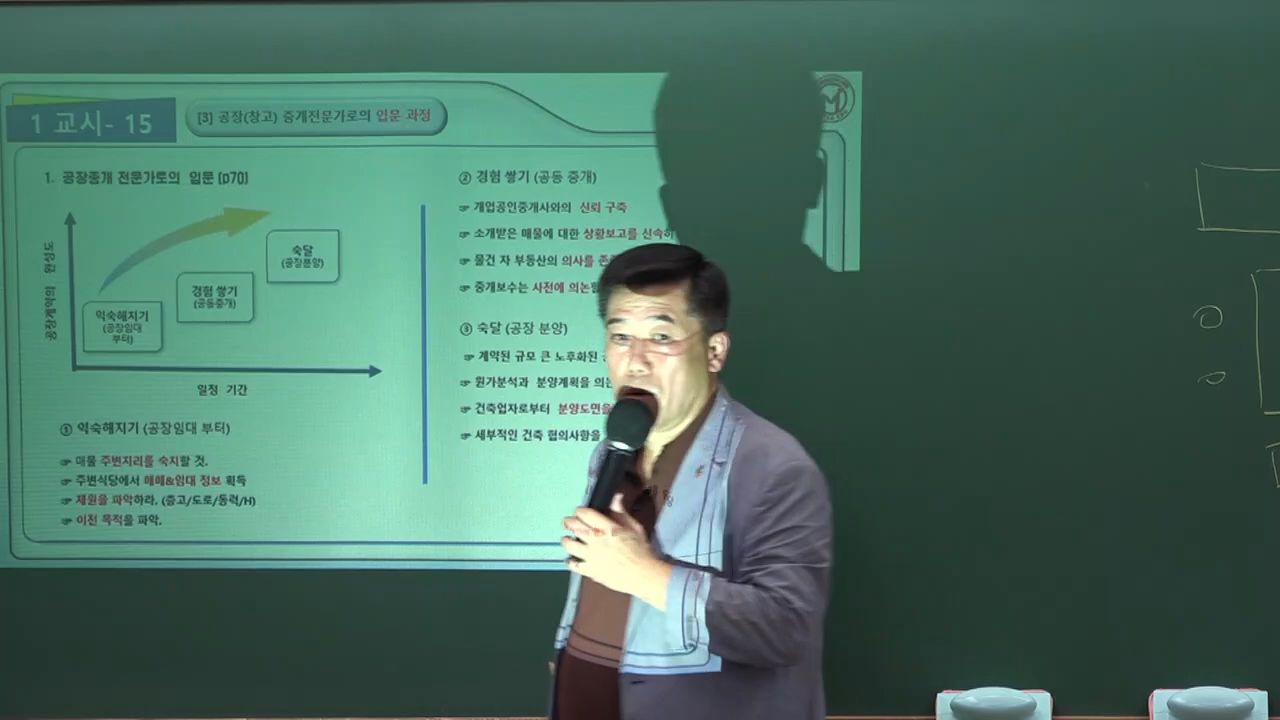 1 교시- 15
[3] 공장(창고) 중개전문가로의 입문 과정
1. 공장중개 전문가로의 입문 (p70)
공장계약의 완성도
숙달
(공장분양)
경험 쌓기
(공동중개)
익숙해지기
(공장임대
부터)
일정 기간
① 익숙해지기 (공장임대 부터)
☞ 매물 주변지리를 숙지할 것.
☞ 주변식당에서 매매&임대 정보 획득
☞ 제원을 파악하라. (층고/도로/동력/H)
☞ 이전 목적을 파악.
② 경험 쌓기 (공동 중개)
☞ 개업공인중개사와의 신뢰 구축
☞ 소개받은 매물에 대한 상황보고를 신속히
☞ 물건 지 부동산의 의사를
☞ 중개보수는 사전에 의논
③ 숙달 (공장 분양)
☞ 계약된 규모 큰 노후화된
☞ 원가분석과 분양계획을
☞ 건축업자로부터 분양도면을
☞ 세부적인 건축 협의사항을